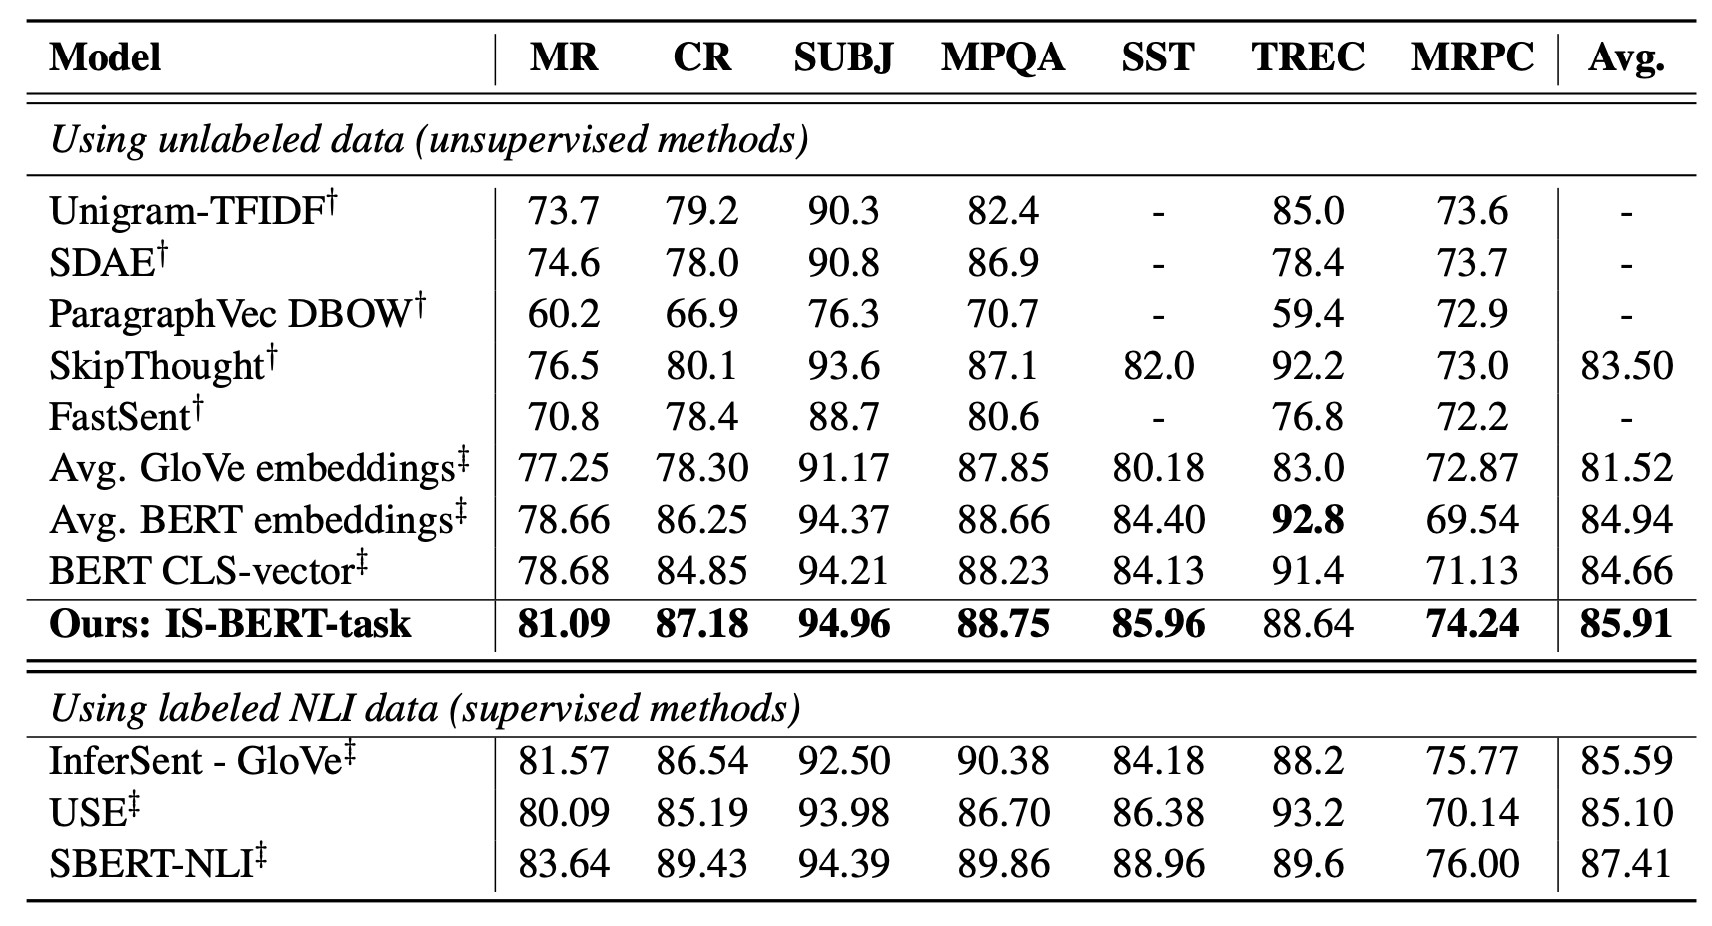 Model MR CR SUBJ MPQA SST TREC MRPC Avg.
Using unlabeled data (unsupervised methods)
Unigram-TFIDF† 73.7 79.2 90.3 82.4 - 85.0 73.6 -
SDAE† 74.6 78.0 90.8 86.9 - 78.4 73.7 -
ParagraphVec DBOW† 60.2 66.9 76.3 70.7 - 59.4 72.9 -
SkipThought† 76.5 80.1 93.6 87.1 82.0 92.2 73.0 83.50
FastSent† 70.8 78.4 88.7 80.6 - 76.8 72.2 -
Avg. GloVe embeddings‡ 77.25 78.30 91.17 87.85 80.18 83.0 72.87 81.52
Avg. BERT embeddings‡ 78.66 86.25 94.37 88.66 84.40 92.8 69.54 84.94
BERT CLS-vector‡ 78.68 84.85 94.21 88.23 84.13 91.4 71.13 84.66
Ours: IS-BERT-task 81.09 87.18 94.96 88.75 85.96 88.64 74.24 85.91
Using labeled NLI data (supervised methods)
InferSent - GloVe‡ 81.57 86.54 92.50 90.38 84.18 88.2 75.77 85.59
USE‡ 80.09 85.19 93.98 86.70 86.38 93.2 70.14 85.10
SBERT-NLI‡ 83.64 89.43 94.39 89.86 88.96 89.6 76.00 87.41